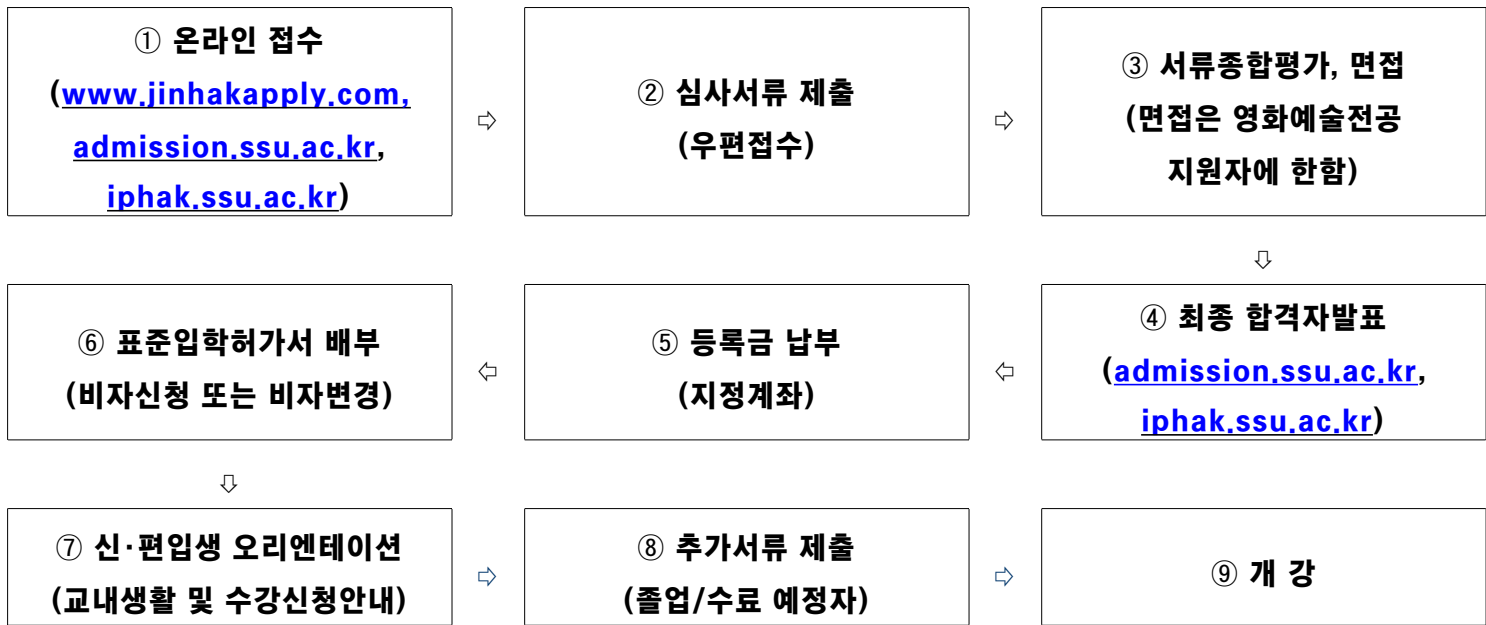 ① 온라인 접수
(www.jinhakapply.com,
admission.ssu.ac.kr,
iphak.ssu.ac.kr)
⇨
② 심사서류 제출
(우편접수)
⇨
③ 서류종합평가, 면접
(면접은 영화예술전공
지원자에 한함)
⇩
④ 최종 합격자발표
(admission.ssu.ac.kr,
iphak.ssu.ac.kr)
⇦
⑤ 등록금 납부
(지정계좌)
⇦
⑥ 표준입학허가서 배부
(비자신청 또는 비자변경)
⇩
⑦ 신·편입생 오리엔테이션
(교내생활 및 수강신청안내)
⇨
⑧ 추가서류 제출
(졸업/수료 예정자)
⇨
⑨ 개 강